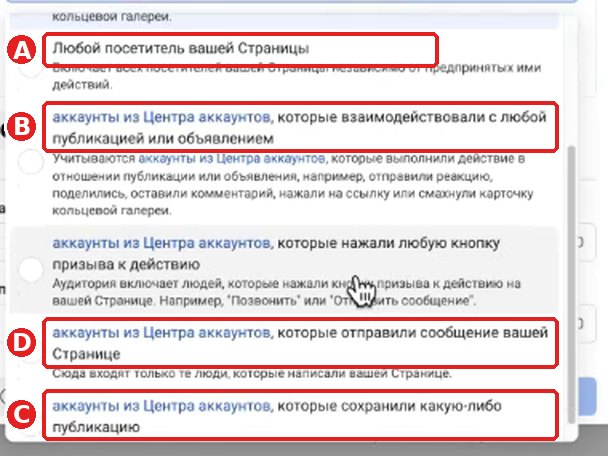 кольцевой галереи.
A
Любой посетитель вашей Страницы
Включает всех посетителей вашей Страницы независимо от предпринятых ими
действий.
B
аккаунты из Центра аккаунтов, которые взаимодействовали с любой
публикацией или объявлением
Учитываются аккаунты из Центра аккаунтов, которые выполнили действие в
отношении публикации или объявления, например, отправили реакцию,
поделились, оставили комментарий, нажали на ссылку или смахнули карточку
кольцевой галереи.
аккаунты из Центра аккаунтов, которые нажали любую кнопку
призыва к действию
Аудитория включает людей, которые нажали призыва к действию на
вашей Странице. Например, "Позвонить" или сообщение".
D
аккаунты из Центра аккаунтов, которые отправили сообщение вашей
Странице
Сюда входят только те люди, которые написали вашей Странице.
C
аккаунты из Центра аккаунтов, которые сохранили какую-либо
публикацию